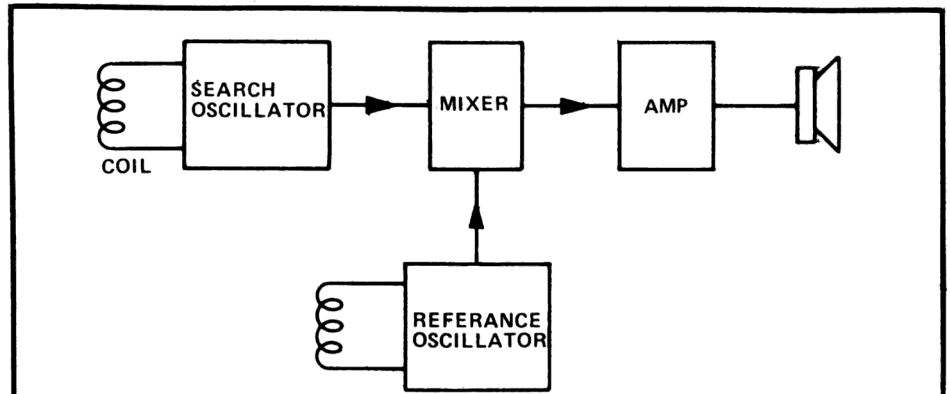 SEARCH
OSCILLATOR
COIL
MIXER
AMP
REFERANCE
OSCILLATOR